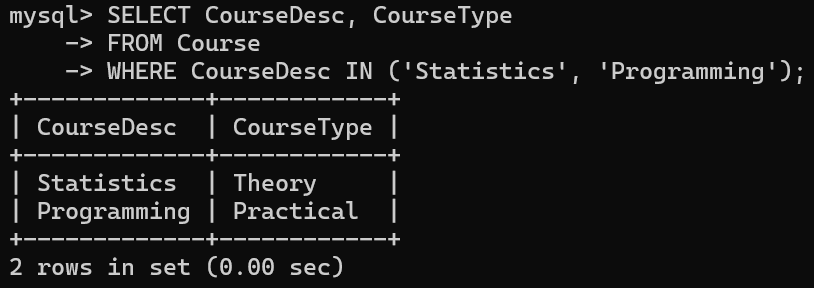 mysql> SELECT CourseDesc, CourseType
    -> FROM Course
    -> WHERE CourseDesc IN ('Statistics', 'Programming');
+-------------+------------+
| CourseDesc  | CourseType |
+-------------+------------+
| Statistics  | Theory     |
| Programming | Practical  |
+-------------+------------+
2 rows in set (0.00 sec)